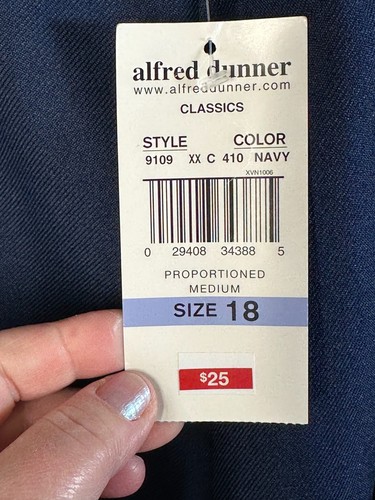 alfred dunner
www.alfreddunner.com
CLASSICS
STYLE COLOR
9109 XX C 410 NAVY
XVN1006
0 29408 34388 5
PROPORTIONED
MEDIUM
SIZE 18
$25